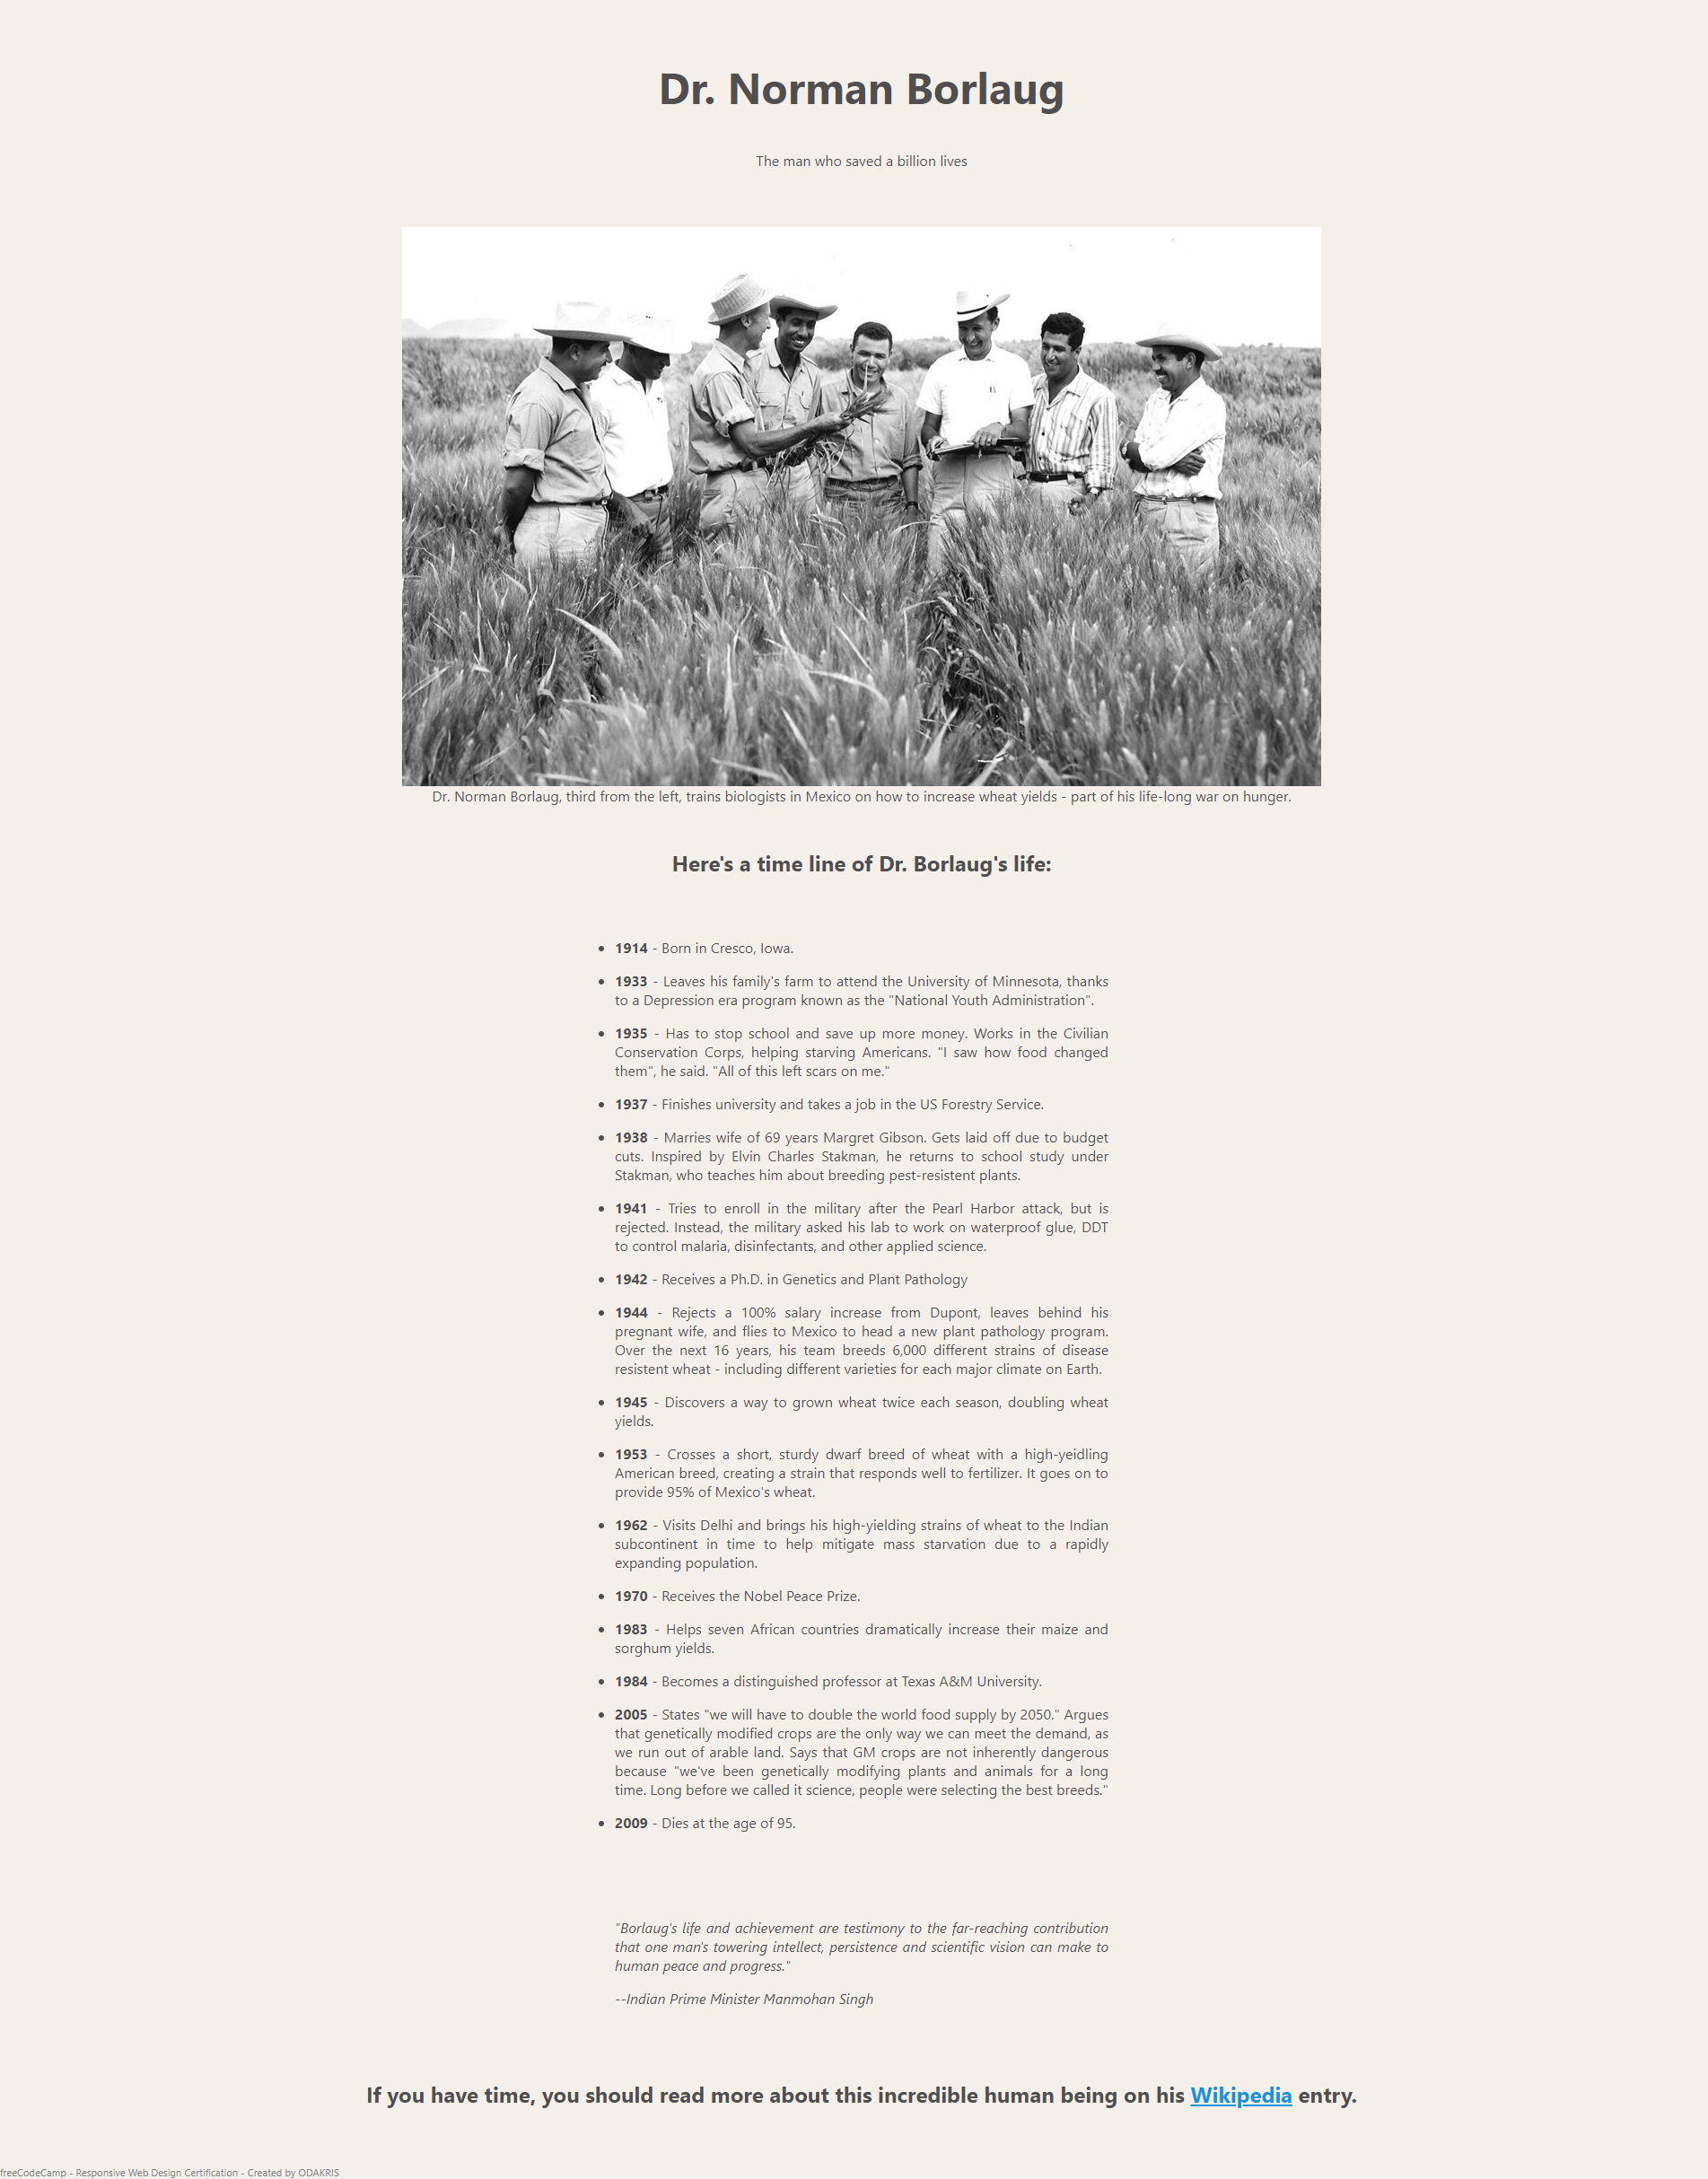 Dr. Norman Borlaug
The man who saved a billion lives
Dr. Norman Borlaug, third from the left, trains biologists in Mexico on how to increase wheat yields - part of his life-long war on hunger.
Here's a time line of Dr. Borlaug's life:
• 1914 - Born in Cresco, Iowa.
• 1933 - Leaves his family's farm to attend the University of Minnesota, thanks
to a Depression era program known as the "National Youth Administration".
• 1935 - Has to stop school and save up more money. Works in the Civilian
Conservation Corps, helping starving Americans. "I saw how food changed
them", he said. "All of this left scars on me."
• 1937 - Finishes university and takes a job in the US Forestry Service.
• 1938 - Marries wife of 69 years Margret Gibson. Gets laid off due to budget
cuts. Inspired by Elvin Charles Stakman, he returns to school study under
Stakman, who teaches him about breeding pest-resistent plants.
• 1941 - Tries to enroll in the military after the Pearl Harbor attack, but is
rejected. Instead, the military asked his lab to work on waterproof glue, DDT
to control malaria, disinfectants, and other applied science.
• 1942 - Receives a Ph.D. in Genetics and Plant Pathology
• 1944 - Rejects a 100% salary increase from Dupont, leaves behind his
pregnant wife, and flies to Mexico to head a new plant pathology program.
Over the next 16 years, his team breeds 6,000 different strains of disease
resistent wheat - including different varieties for each major climate on Earth.
• 1945 - Discovers a way to grown wheat twice each season, doubling wheat
yields.
• 1953 - Crosses a short, sturdy dwarf breed of wheat with a high-yeidling
American breed, creating a strain that responds well to fertilizer. It goes on to
provide 95% of Mexico's wheat.
• 1962 - Visits Delhi and brings his high-yielding strains of wheat to the Indian
subcontinent in time to help mitigate mass starvation due to a rapidly
expanding population.
• 1970 - Receives the Nobel Peace Prize.
• 1983 - Helps seven African countries dramatically increase their maize and
sorghum yields.
• 1984 - Becomes a distinguished professor at Texas A&M University.
• 2005 - States "we will have to double the world food supply by 2050." Argues
that genetically modified crops are the only way we can meet the demand, as
we run out of arable land. Says that GM crops are not inherently dangerous
because "we've been genetically modifying plants and animals for a long
time. Long before we called it science, people were selecting the best breeds."
• 2009 - Dies at the age of 95.
"Borlaug's life and achievement are testimony to the far-reaching contribution
that one man's towering intellect, persistence and scientific vision can make to
human peace and progress."
--Indian Prime Minister Manmohan Singh
If you have time, you should read more about this incredible human being on his Wikipedia entry.
freeCodeCamp - Responsive Web Design Certification - Created by ODAKRIS